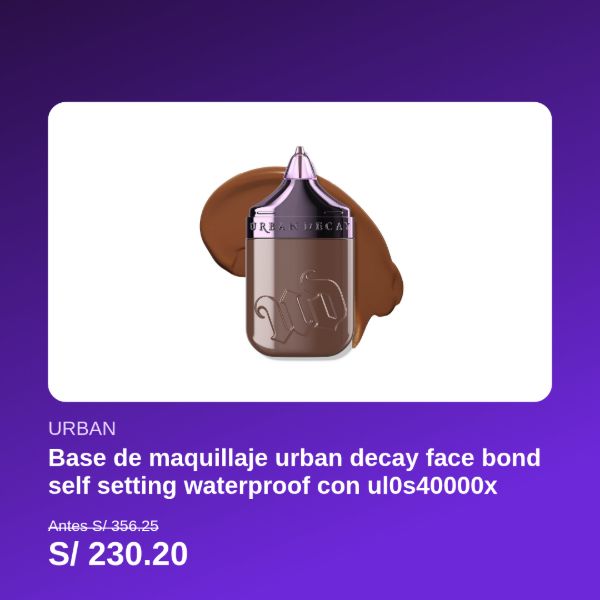 URBAN DECAY
UD
URBAN
Base de maquillaje urban decay face bond
self setting waterproof con ul0s40000x
Antes S/ 356.25
S/ 230.20